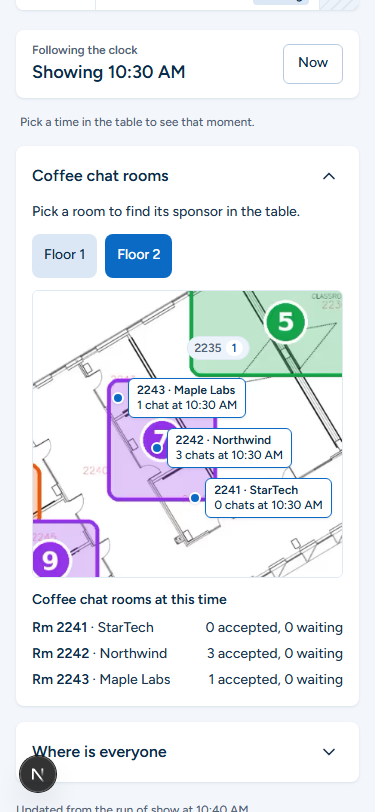 Following the clock
Showing 10:30 AM
Now
Pick a time in the table to see that moment.
Coffee chat rooms
Pick a room to find its sponsor in the table.
Floor 1
Floor 2
5
2235 1
2243 · Maple Labs
1 chat at 10:30 AM
7
2242 · Northwind
3 chats at 10:30 AM
2240
2241 · StarTech
0 chats at 10:30 AM
9
Coffee chat rooms at this time
Rm 2241 · StarTech 0 accepted, 0 waiting
Rm 2242 · Northwind 3 accepted, 0 waiting
Rm 2243 · Maple Labs 1 accepted, 0 waiting
Where is everyone
N
Updated from the run of show at 10:40 AM